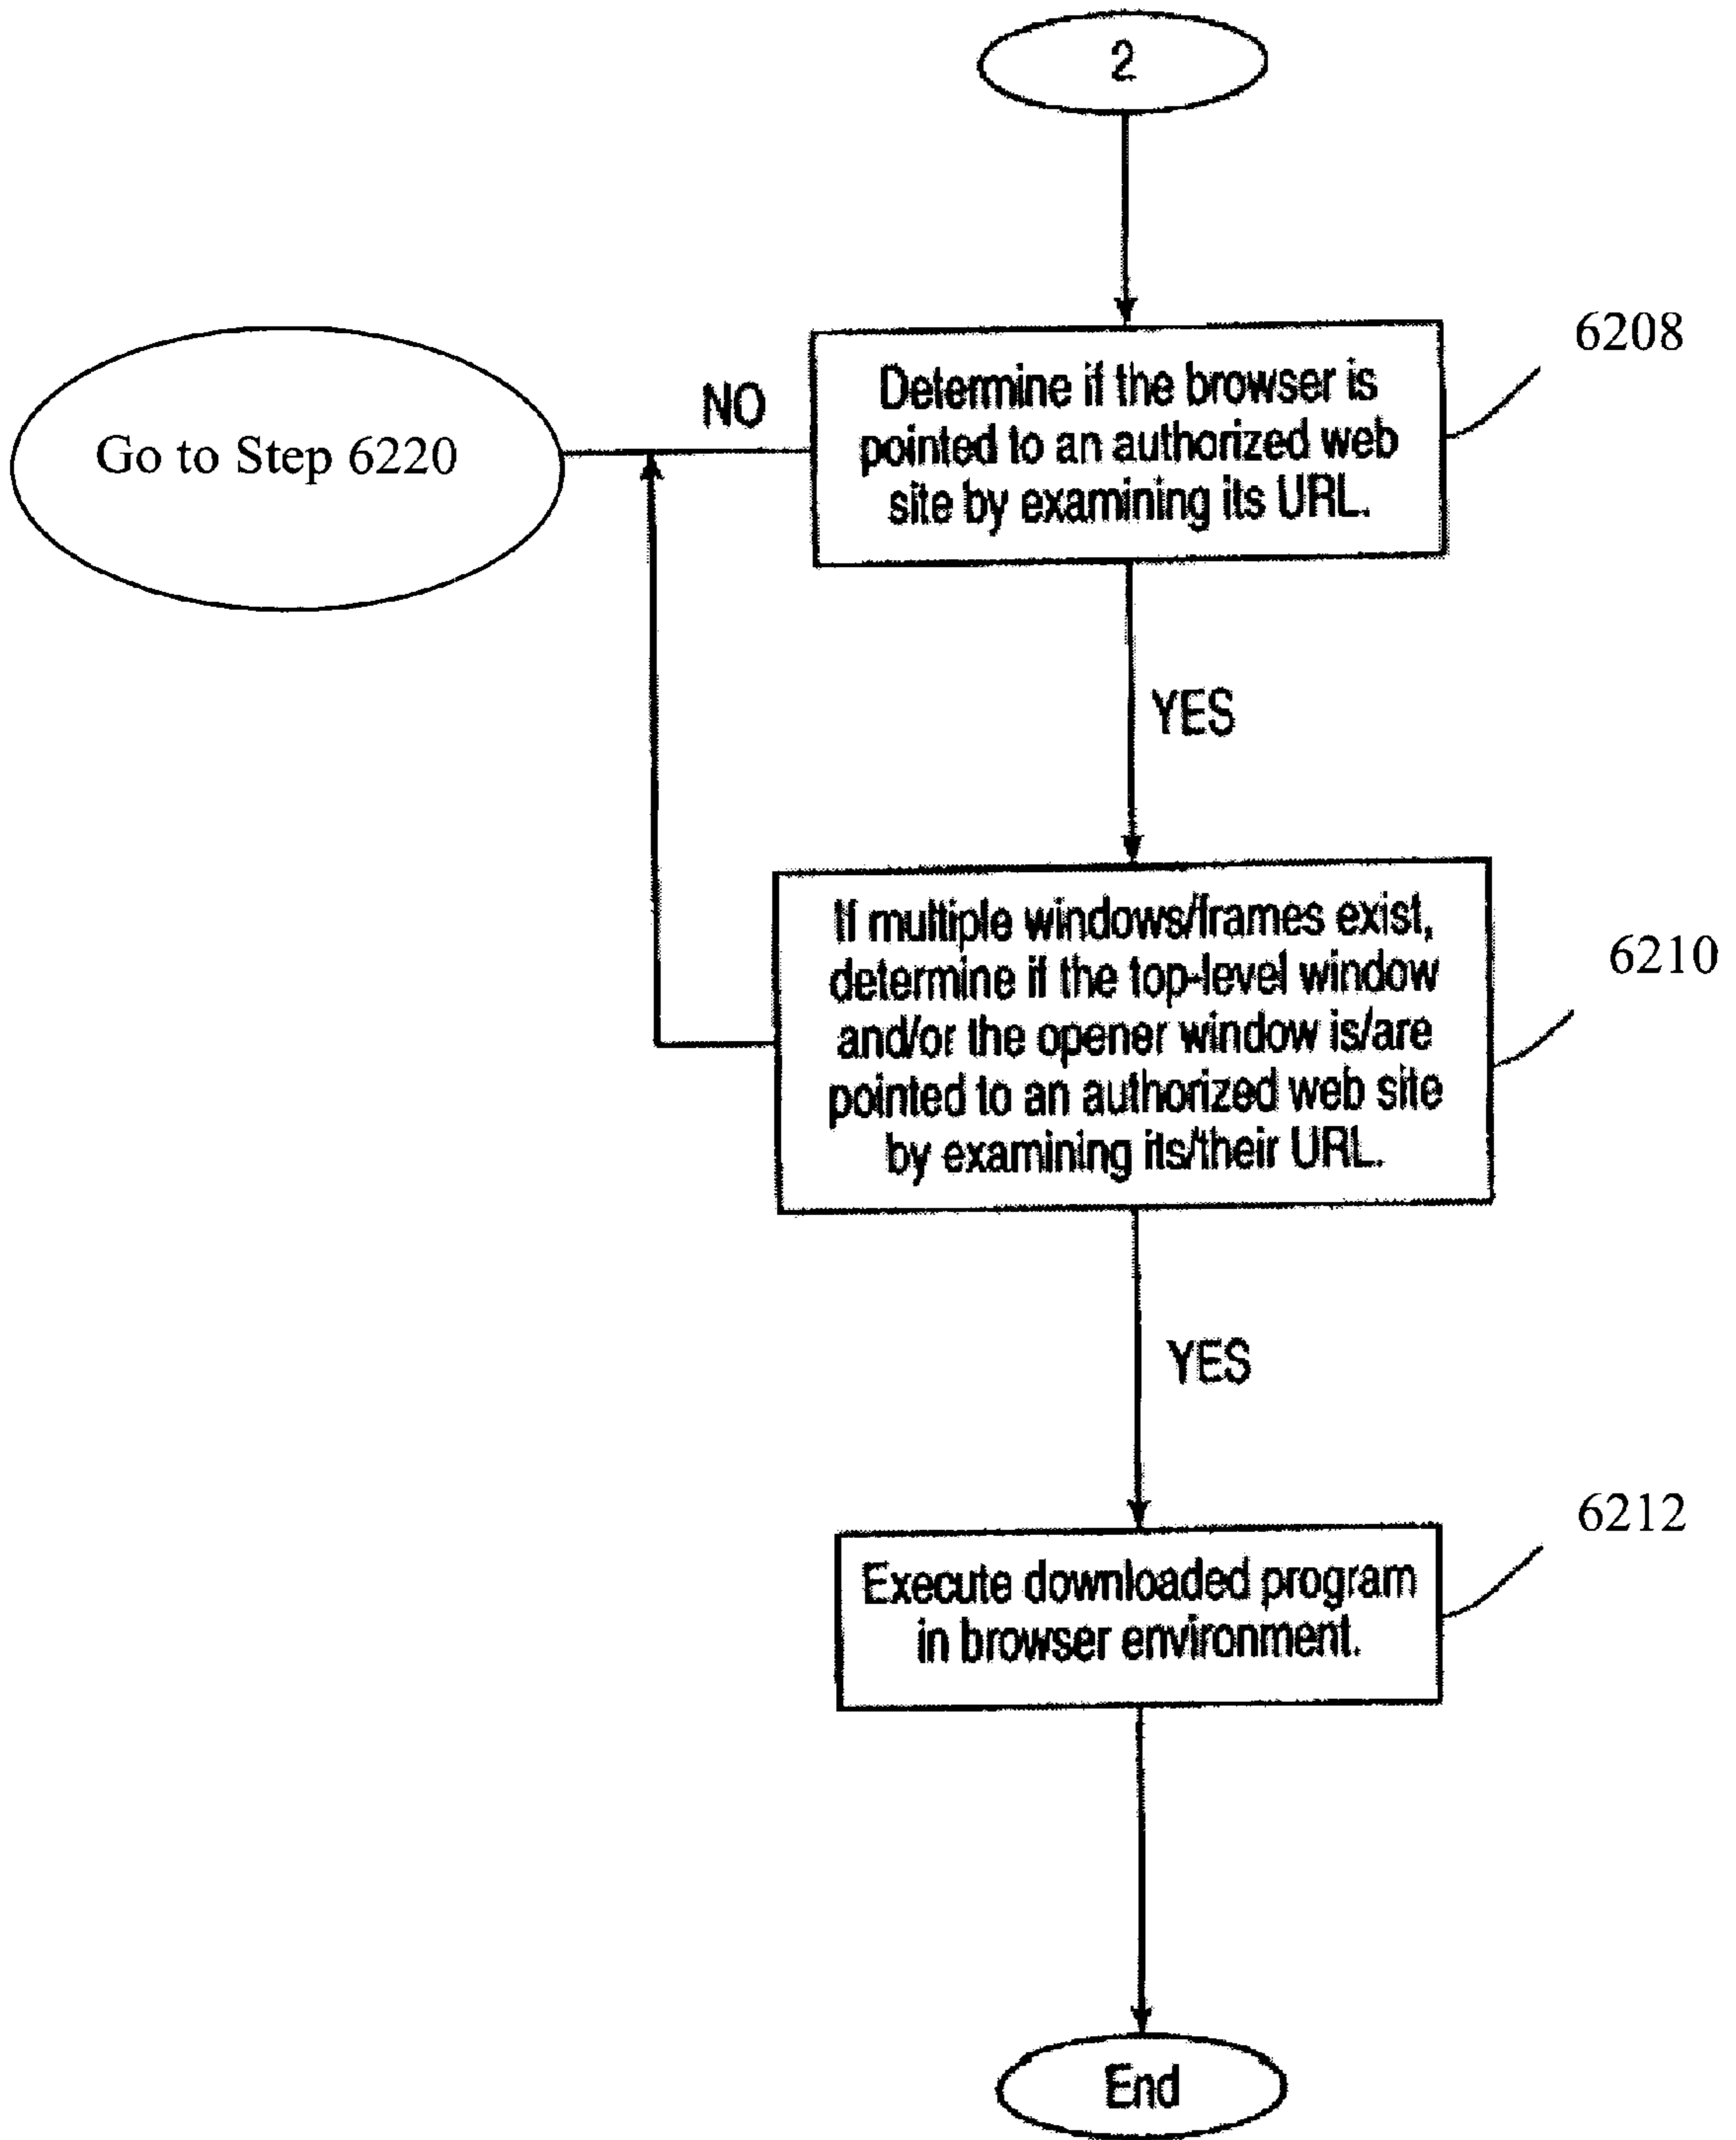 2
6208
Determine if the browser is
pointed to an authorized web
site by examining its URL.
NO
Go to Step 6220
YES
6210
If multiple windows/frames exist,
determine if the top-level window
and/or the opener window is/are
pointed to an authorized web site
by examining its/their URL.
YES
6212
Execute downloaded program
in browser environment.
End